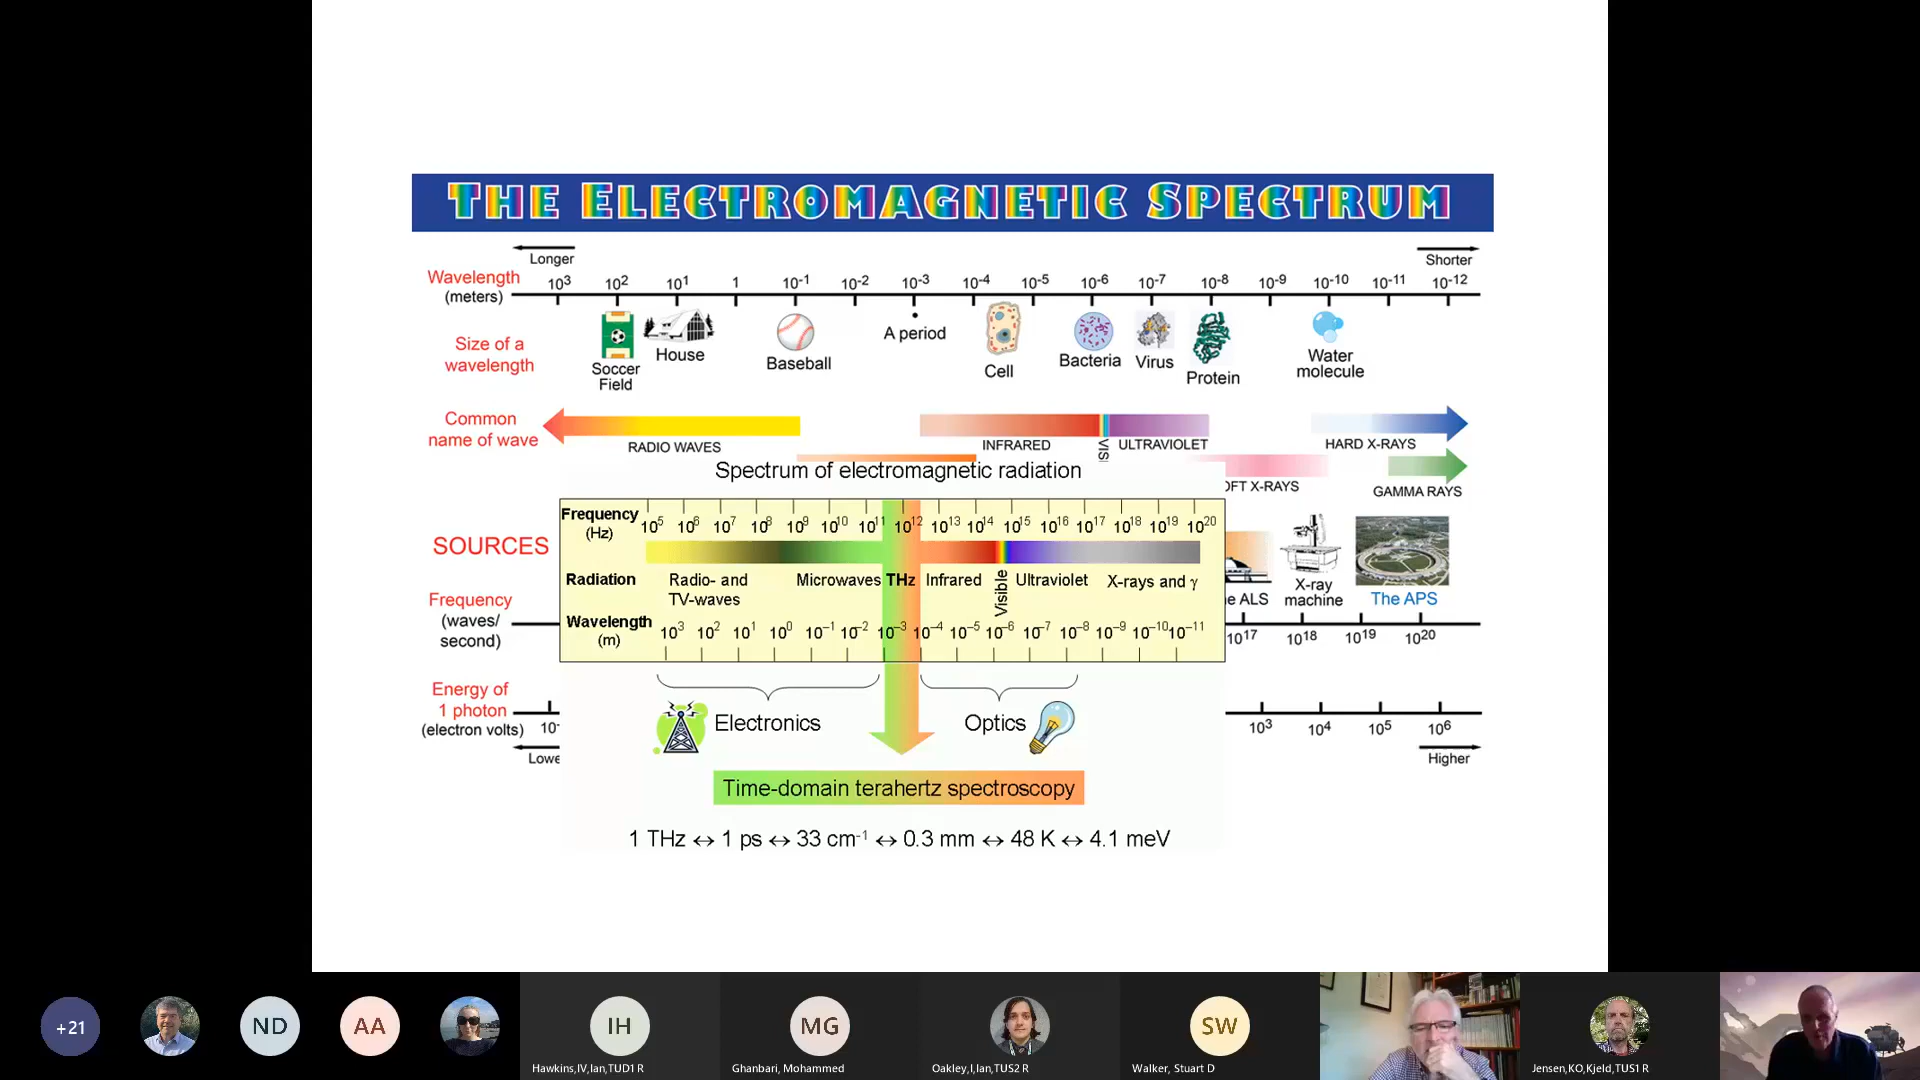 THE ELECTROMAGNETIC SPECTRUM
Longer
Shorter
Wavelength
(meters)
10³ 10² 10¹ 1 10⁻¹ 10⁻² 10⁻³ 10⁻⁴ 10⁻⁵ 10⁻⁶ 10⁻⁷ 10⁻⁸ 10⁻⁹ 10⁻¹⁰ 10⁻¹¹ 10⁻¹²
Size of a
wavelength
Soccer
Field
House
Baseball
A period
Cell
Bacteria
Virus
Protein
Water
molecule
Common
name of wave
RADIO WAVES
INFRARED
VIS
ULTRAVIOLET
HARD X-RAYS
OFT X-RAYS
GAMMA RAYS
Spectrum of electromagnetic radiation
Frequency
(Hz)
10⁵ 10⁶ 10⁷ 10⁸ 10⁹ 10¹⁰ 10¹¹ 10¹² 10¹³ 10¹⁴ 10¹⁵ 10¹⁶ 10¹⁷ 10¹⁸ 10¹⁹ 10²⁰
Radiation
Radio- and
TV-waves
Microwaves
THz
Infrared
Visible
Ultraviolet
X-rays and γ
Wavelength
(m)
10³ 10² 10¹ 10⁰ 10⁻¹ 10⁻² 10⁻³ 10⁻⁴ 10⁻⁵ 10⁻⁶ 10⁻⁷ 10⁻⁸ 10⁻⁹ 10⁻¹⁰ 10⁻¹¹
SOURCES
e ALS
X-ray
machine
The APS
Frequency
(waves/
second)
10¹⁷ 10¹⁸ 10¹⁹ 10²⁰
Energy of
1 photon
(electron volts)
10⁻
10³ 10⁴ 10⁵ 10⁶
Lowe
Higher
Electronics
Optics
Time-domain terahertz spectroscopy
1 THz ↔ 1 ps ↔ 33 cm⁻¹ ↔ 0.3 mm ↔ 48 K ↔ 4.1 meV
+21
ND
AA
IH
MG
SW
Hawkins,IV,Ian,TUD1 R
Ghanbari, Mohammed
Oakley,I,Ian,TUS2 R
Walker, Stuart D
Jensen,KO,Kjeld,TUS1 R